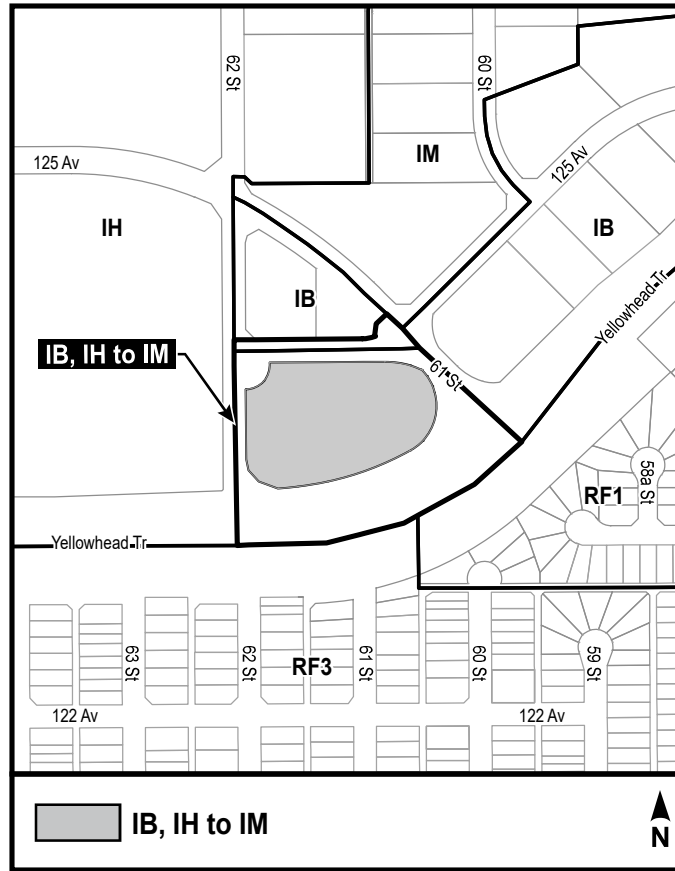 62 St
60 St
125 Av
IM
125 Av
IH
IB
IB
Yellowhead Tr
IB, IH to IM
61 St
58a St
RF1
Yellowhead Tr
63 St
62 St
RF3
61 St
60 St
59 St
122 Av
122 Av
IB, IH to IM
N